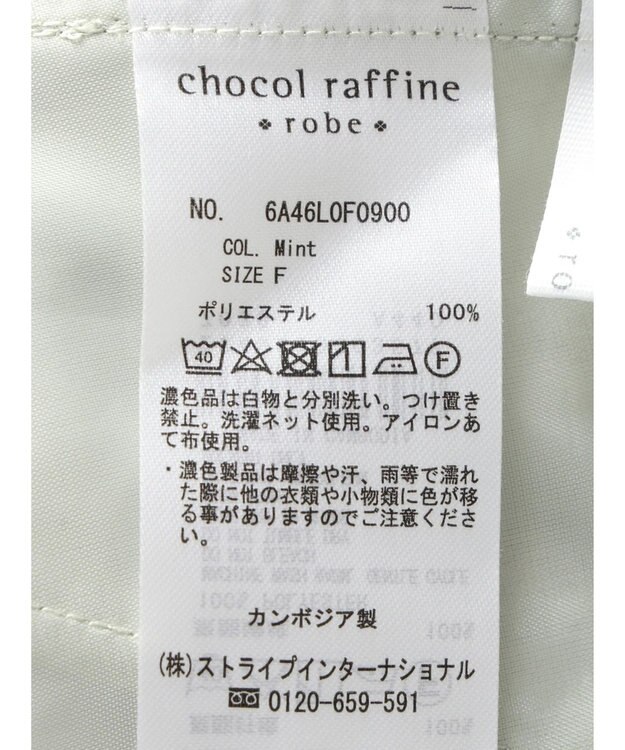 chocol raffine
robe
NO. 6A46L0F0900
COL. Mint
SIZE F
ポリエステル 100%
40 F
濃色品は白物と分別洗い。つけ置き
禁止。洗濯ネット使用。アイロンあ
て布使用。
・濃色製品は摩擦や汗、雨等で濡れ
た際に他の衣類や小物類に色が移
る事がありますのでご注意くださ
い。
カンボジア製
(株)ストライプインターナショナル
0120-659-591